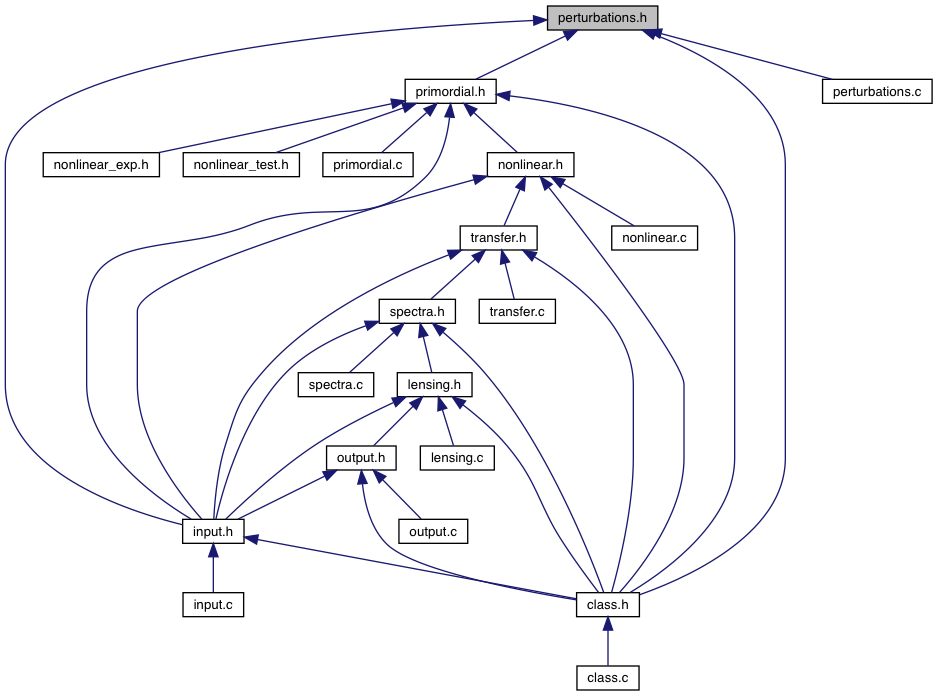 perturbations.h
primordial.h
perturbations.c
nonlinear_exp.h
nonlinear_test.h
primordial.c
nonlinear.h
transfer.h
nonlinear.c
spectra.h
transfer.c
spectra.c
lensing.h
output.h
lensing.c
input.h
output.c
input.c
class.h
class.c